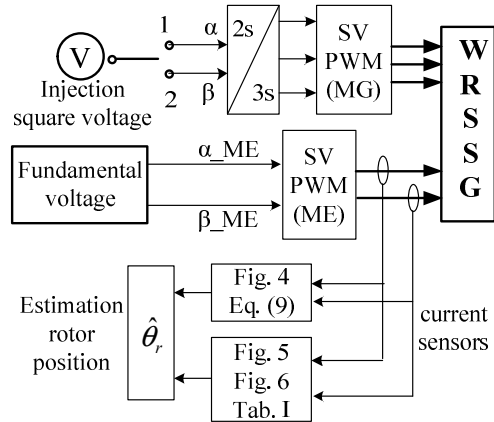 V
1
2
Injection
square voltage
α
β
2s
3s
SV
PWM
(MG)
W
R
S
S
G
Fundamental
voltage
α_ME
β_ME
SV
PWM
(ME)
Estimation
rotor
position
θ̂r
Fig. 4
Eq. (9)
Fig. 5
Fig. 6
Tab. I
current
sensors